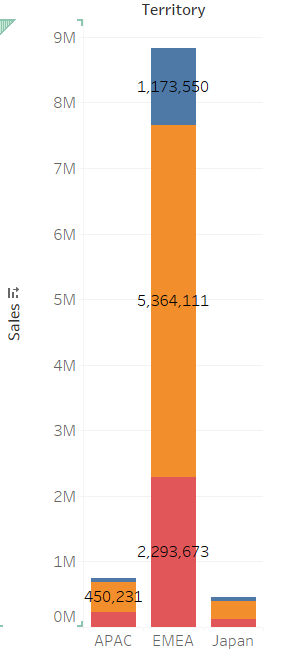 Territory
9M
8M
7M
6M
5M
4M
3M
2M
1M
0M
Sales
1,173,550
5,364,111
2,293,673
450,231
APAC
EMEA
Japan